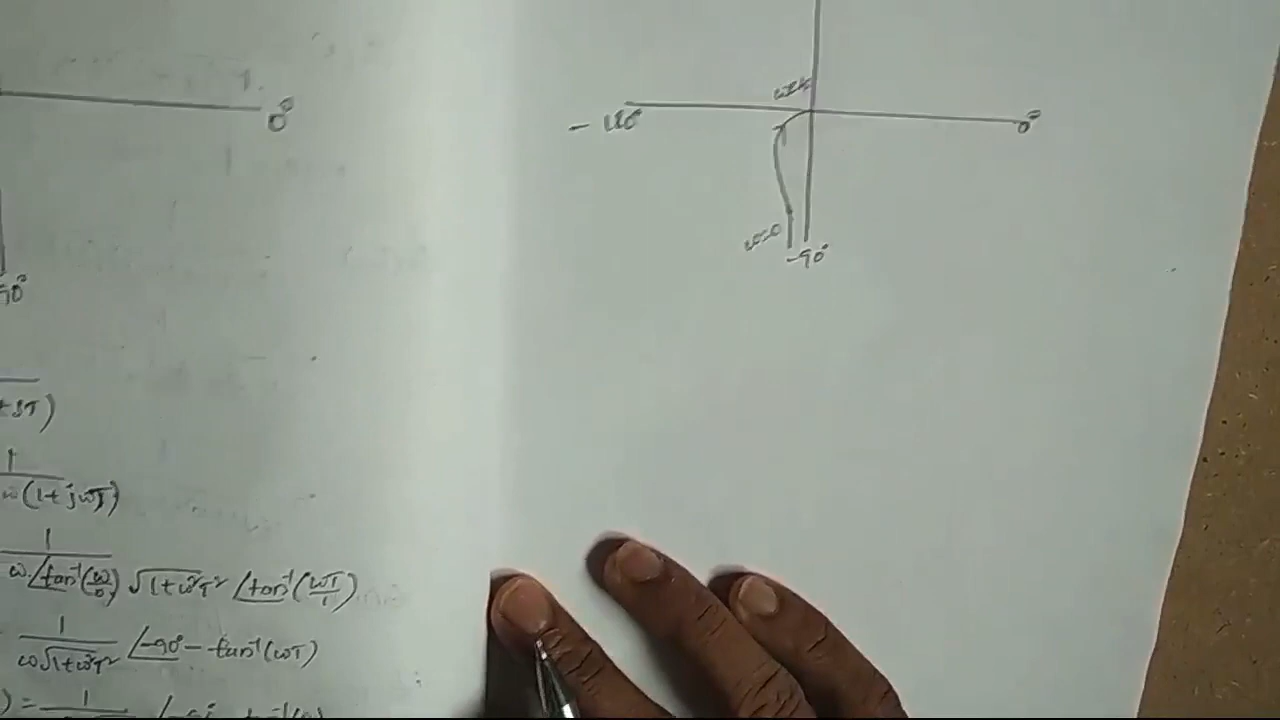 0°
90°
+sT)
1
ω(1+jωT)
1
ω∠tan⁻¹(ω/0) √1+ω²T² ∠tan⁻¹(ωT/1)
1
ω√1+ω²T² ∠-90° - tan⁻¹(ωT)
) = 1
-180°
0°
ω=0
-90°